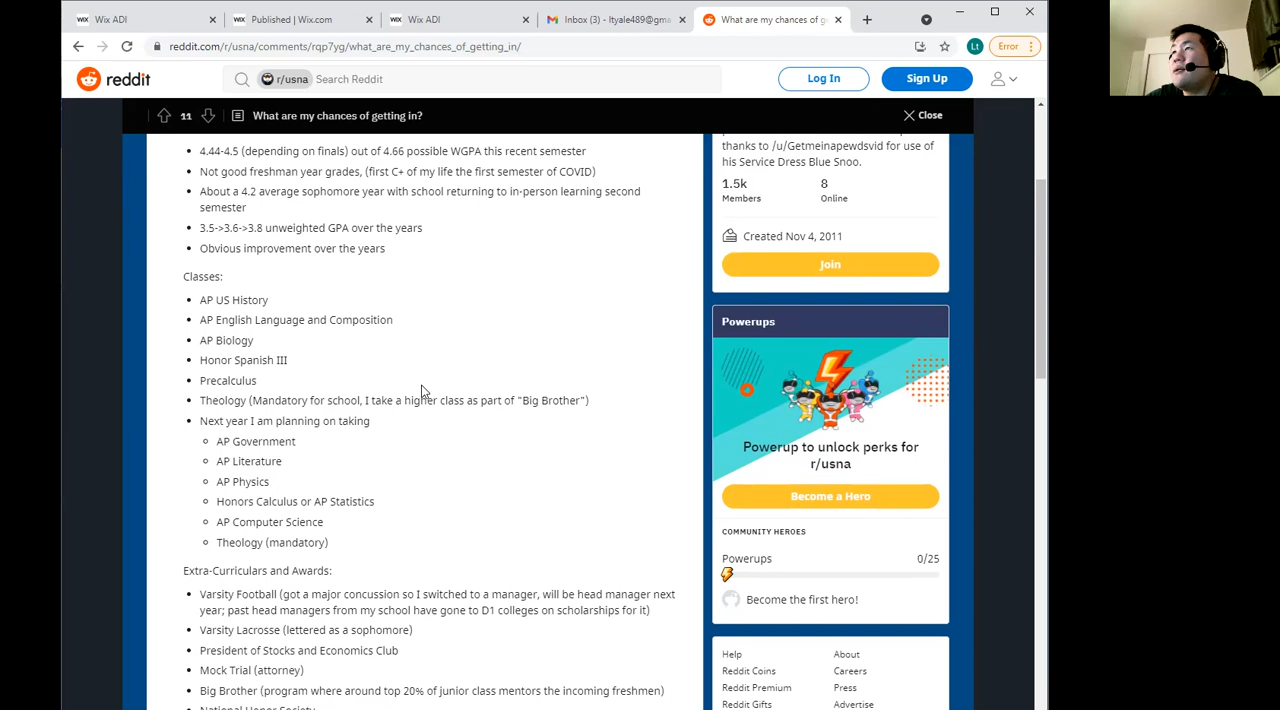 Wix ADI
Published | Wix.com
Wix ADI
Inbox (3) - ltyale489@gma
What are my chances of g
reddit.com/r/usna/comments/rqp7yg/what_are_my_chances_of_getting_in/
Lt
Error
reddit
r/usna
Search Reddit
Log In
Sign Up
11
What are my chances of getting in?
Close
4.44-4.5 (depending on finals) out of 4.66 possible WGPA this recent semester
Not good freshman year grades, (first C+ of my life the first semester of COVID)
About a 4.2 average sophomore year with school returning to in-person learning second
semester
3.5->3.6->3.8 unweighted GPA over the years
Obvious improvement over the years
Classes:
AP US History
AP English Language and Composition
AP Biology
Honor Spanish III
Precalculus
Theology (Mandatory for school, I take a higher class as part of "Big Brother")
Next year I am planning on taking
AP Government
AP Literature
AP Physics
Honors Calculus or AP Statistics
AP Computer Science
Theology (mandatory)
Extra-Curriculars and Awards:
Varsity Football (got a major concussion so I switched to a manager, will be head manager next
year; past head managers from my school have gone to D1 colleges on scholarships for it)
Varsity Lacrosse (lettered as a sophomore)
President of Stocks and Economics Club
Mock Trial (attorney)
Big Brother (program where around top 20% of junior class mentors the incoming freshmen)
National Honor Society
thanks to /u/Getmeinapewdsvid for use of
his Service Dress Blue Snoo.
1.5k
8
Members
Online
Created Nov 4, 2011
Join
Powerups
Powerup to unlock perks for
r/usna
Become a Hero
COMMUNITY HEROES
Powerups
0/25
Become the first hero!
Help
About
Reddit Coins
Careers
Reddit Premium
Press
Reddit Gifts
Advertise